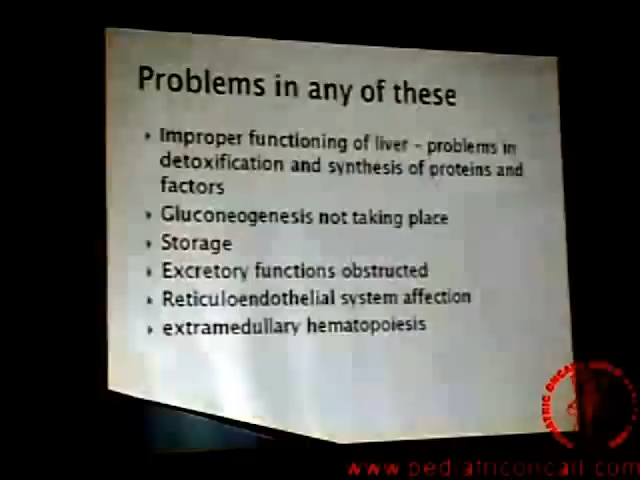 Problems in any of these
‣ Improper functioning of liver - problems in
detoxification and synthesis of proteins and
factors
‣ Gluconeogenesis not taking place
‣ Storage
‣ Excretory functions obstructed
‣ Reticuloendothelial system affection
‣ extramedullary hematopoiesis
www.pediatriconcall.com